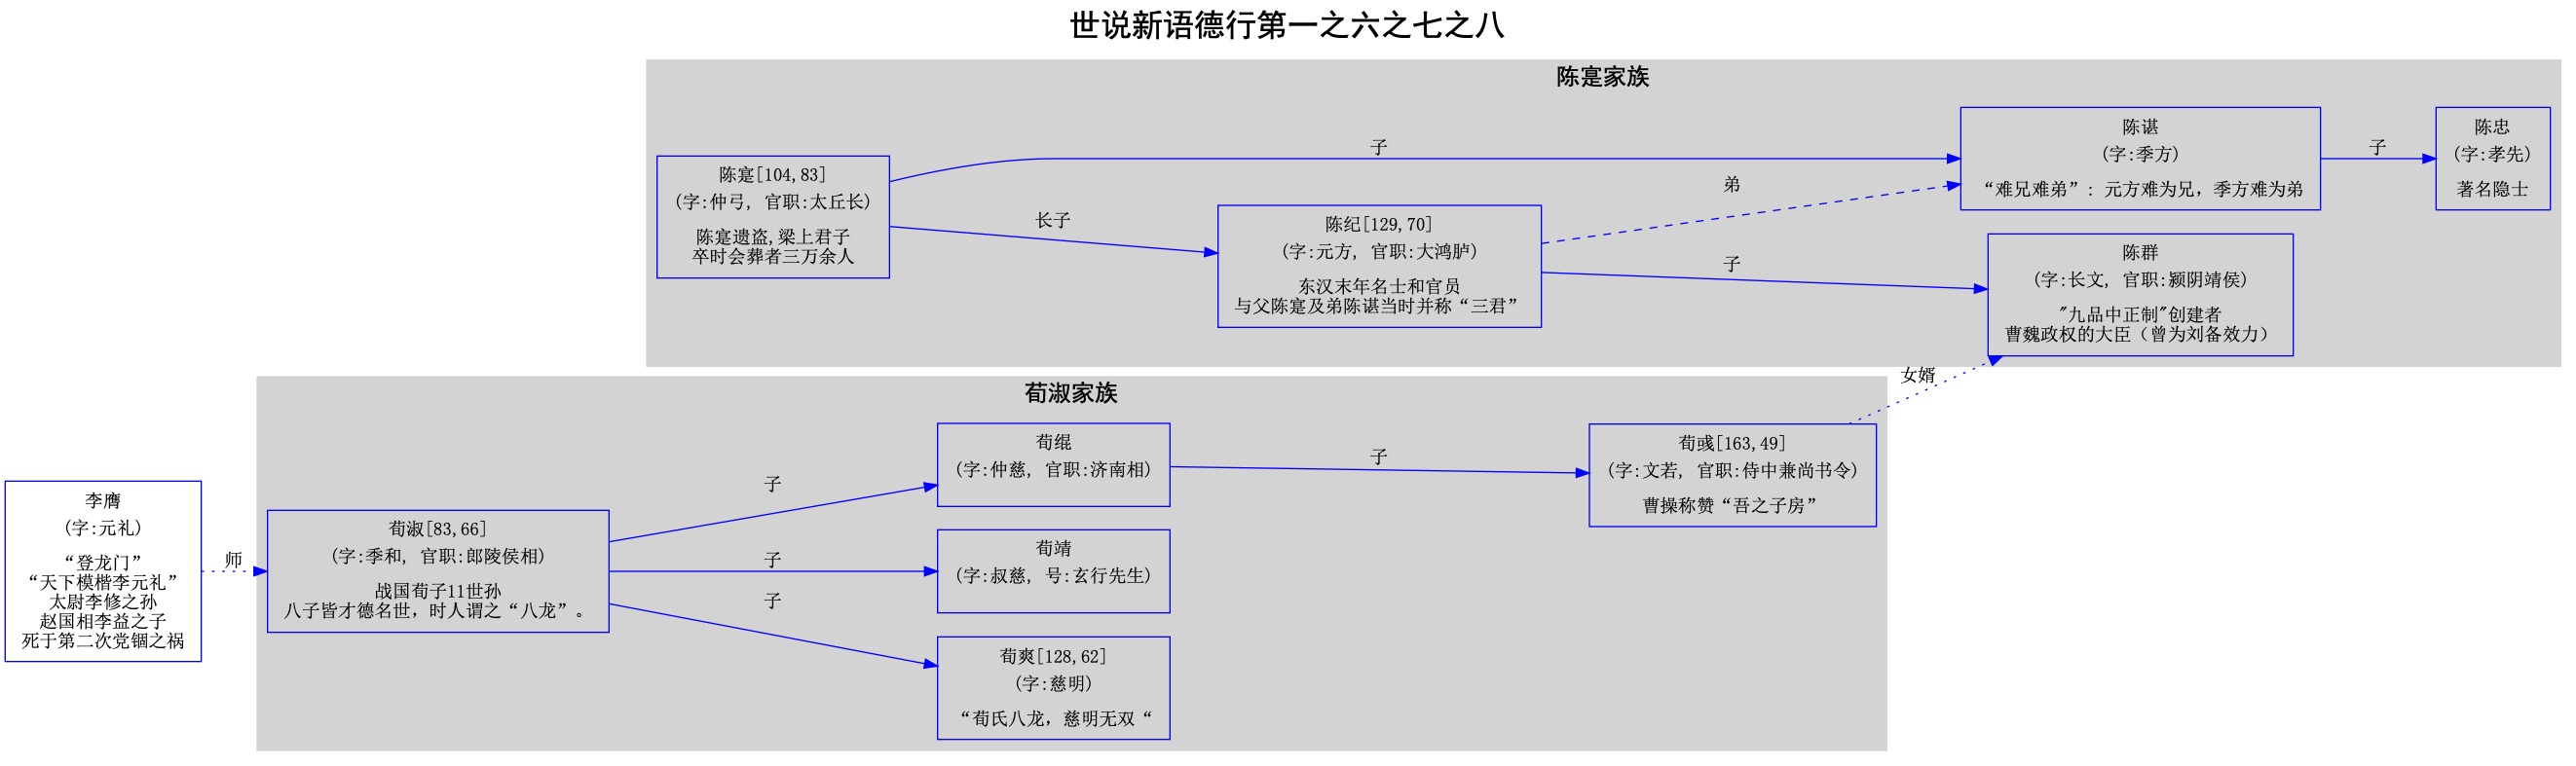 世说新语德行第一之六之七之八
陈寔家族
陈寔[104,83]
(字:仲弓, 官职:太丘长)
陈寔遗盗,梁上君子
卒时会葬者三万余人
子
长子
陈纪[129,70]
(字:元方, 官职:大鸿胪)
东汉末年名士和官员
与父陈寔及弟陈谌当时并称“三君”
弟
子
陈谌
(字:季方)
“难兄难弟”: 元方难为兄，季方难为弟
子
陈忠
(字:孝先)
著名隐士
陈群
(字:长文, 官职:颍阴靖侯)
"九品中正制"创建者
曹魏政权的大臣（曾为刘备效力）
女婿
荀淑家族
李膺
(字:元礼)
“登龙门”
“天下模楷李元礼”
太尉李修之孙
赵国相李益之子
死于第二次党锢之祸
师
荀淑[83,66]
(字:季和, 官职:郎陵侯相)
战国荀子11世孙
八子皆才德名世，时人谓之“八龙”。
子
子
子
荀绲
(字:仲慈, 官职:济南相)
子
荀彧[163,49]
(字:文若, 官职:侍中兼尚书令)
曹操称赞“吾之子房”
荀靖
(字:叔慈, 号:玄行先生)
荀爽[128,62]
(字:慈明)
“荀氏八龙，慈明无双“